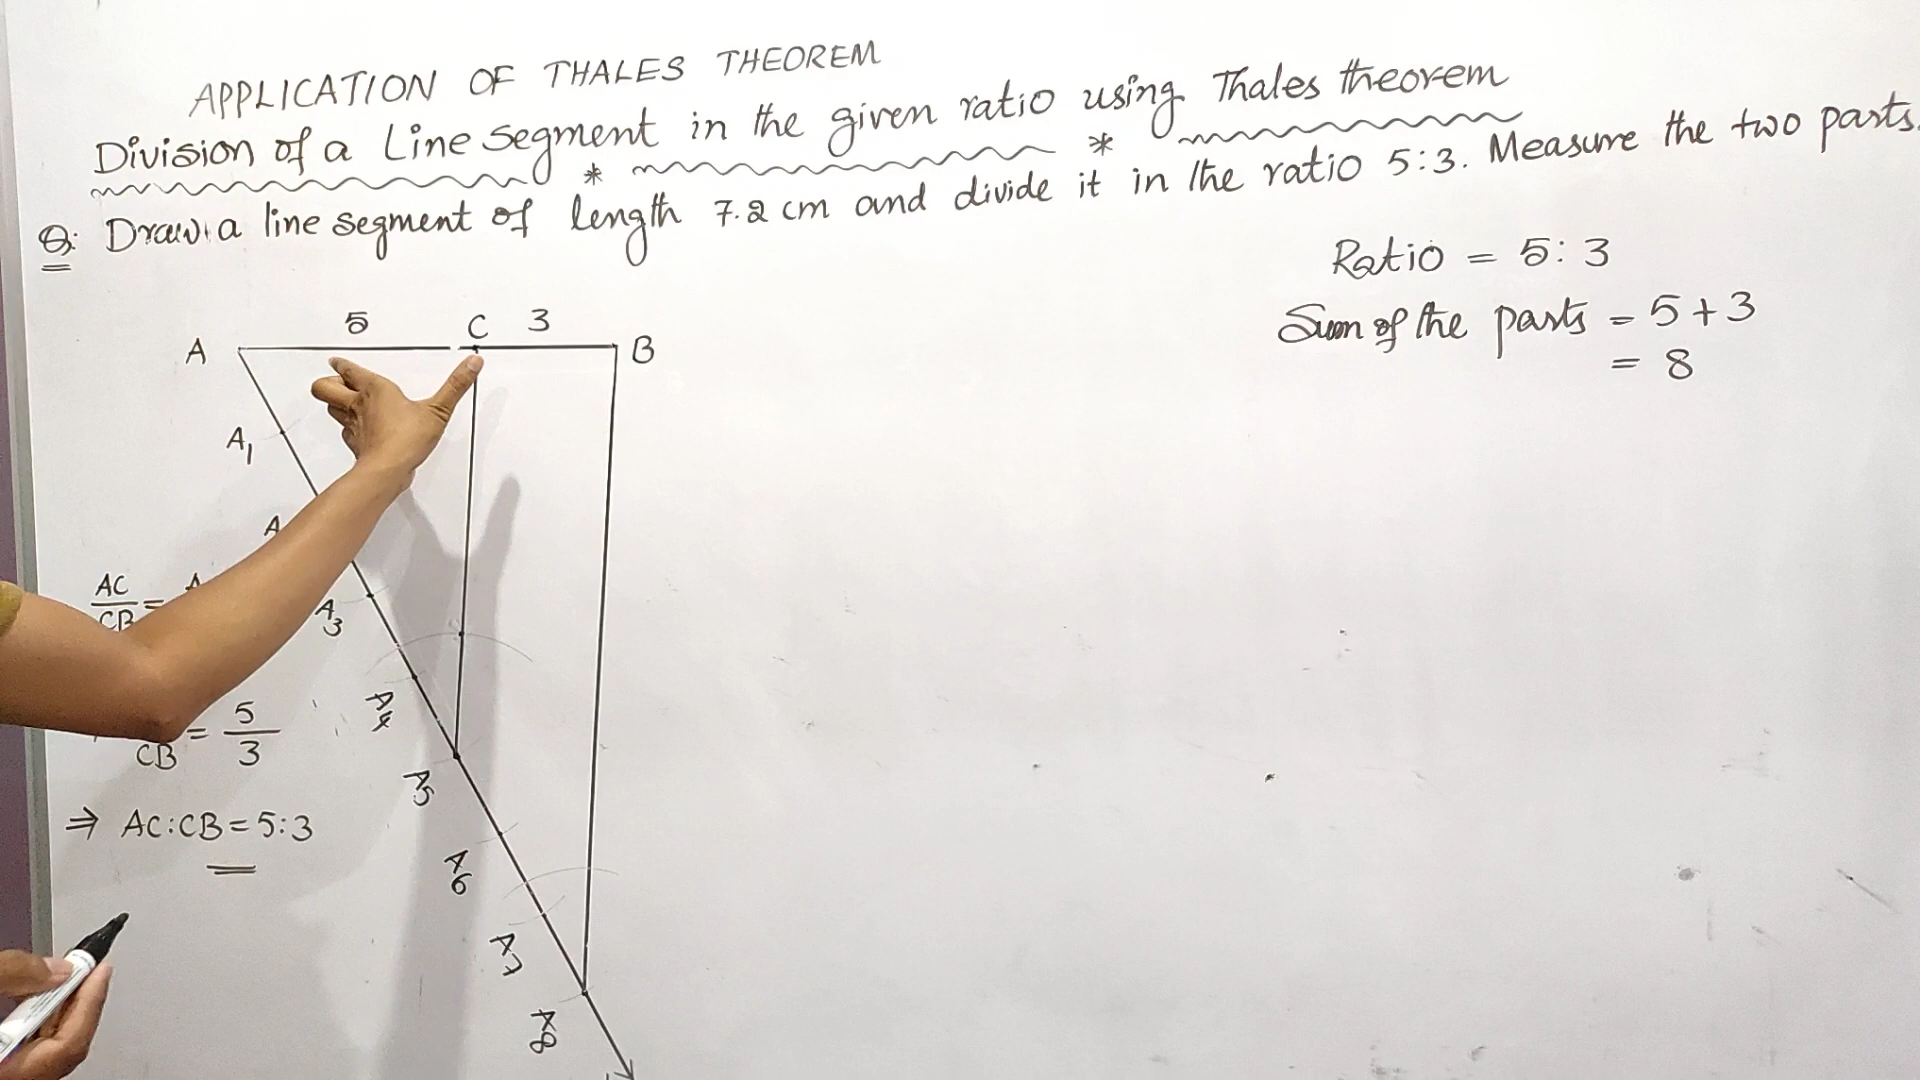 APPLICATION OF THALES THEOREM
Division of a Line Segment in the given ratio using Thales theorem
* *
Q: Draw a line segment of length 7.2 cm and divide it in the ratio 5:3. Measure the two parts.
Ratio = 5:3
Sum of the parts = 5+3
= 8
5 C 3
A B
A1
A
A3
AC
CB =
A4
5
CB = 3
A5
⇒ AC:CB = 5:3
A6
A7
A8